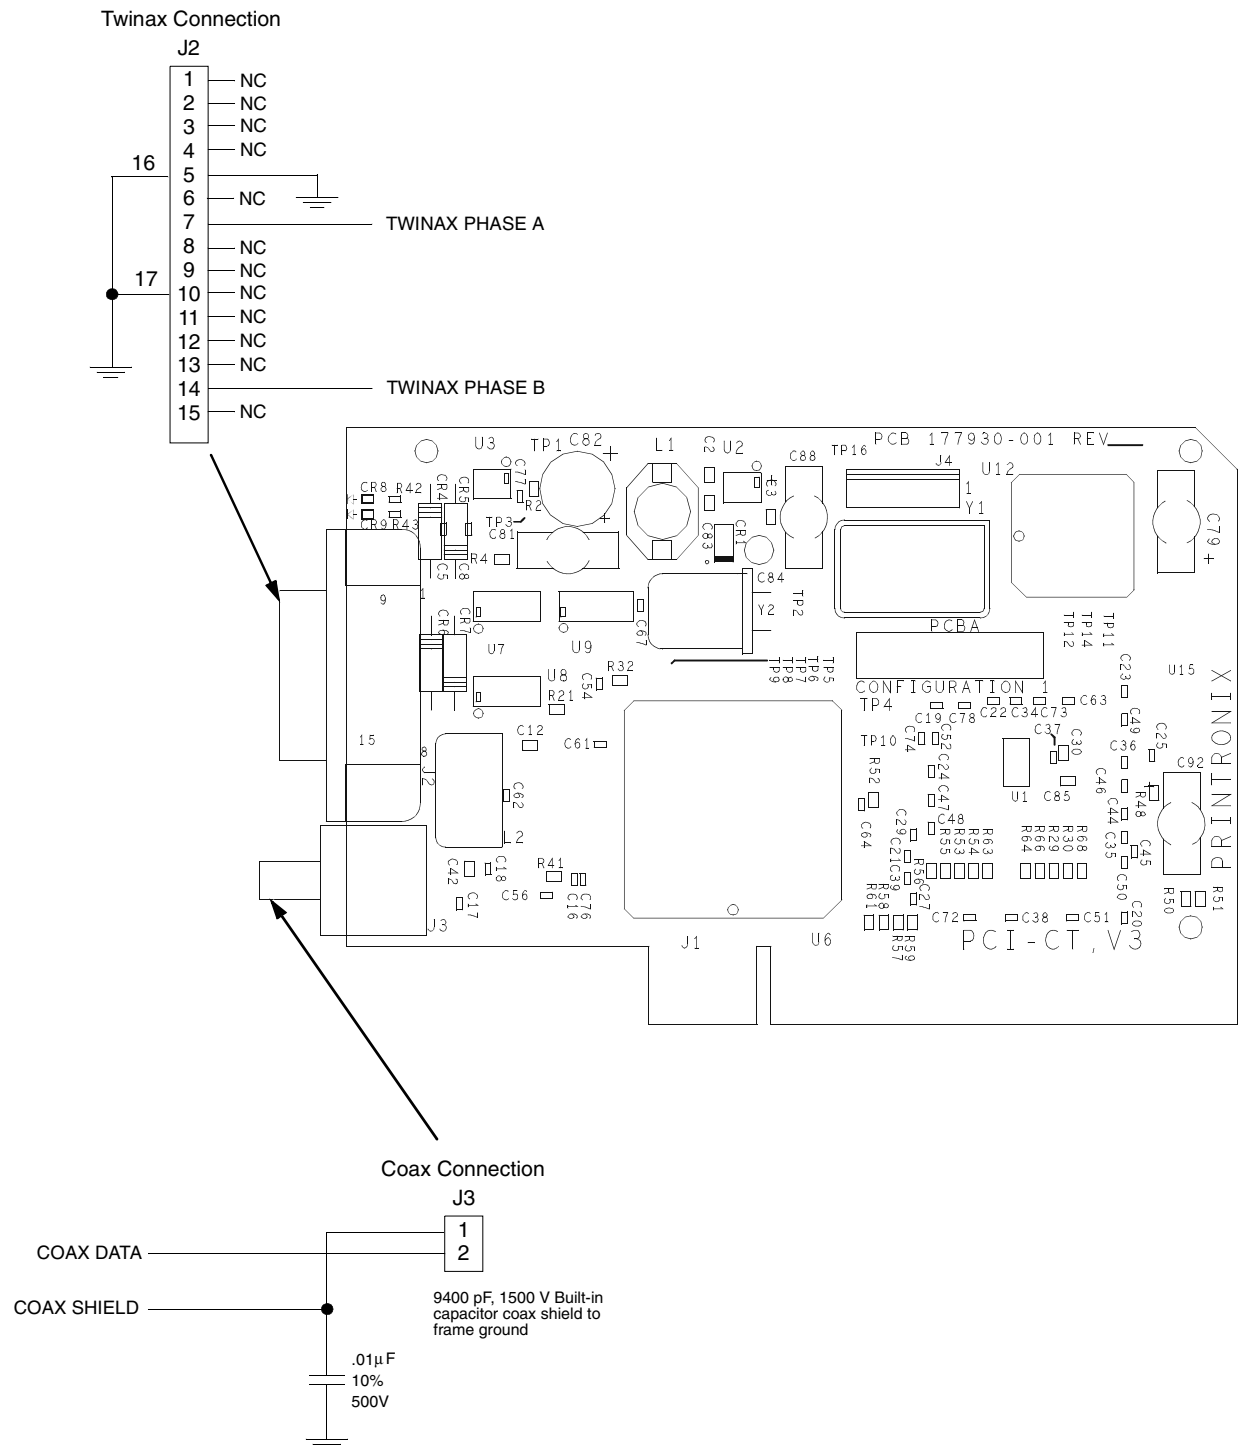 Twinax Connection
J2
1 NC
2 NC
3 NC
4 NC
16
5
6 NC
7 TWINAX PHASE A
8 NC
9 NC
17
10 NC
11 NC
12 NC
13 NC
14 TWINAX PHASE B
15 NC
PCB 177930-001 REV
U3
TP1
C82
+
L1
C2
U2
C88
TP16
J4
1
U12
Y1
CR8
R42
CR9
R43
CR4
CR5
C77
R2
TP3
C81
+
R4
C5
C8
C83
CR1
C84
Y2
TP2
C79
+
9
1
CR6
CR7
U7
U9
C67
U8
R21
C54
R32
TP9
TP8
TP7
TP6
TP5
PCBA
CONFIGURATION 1
TP12
TP14
TP11
C23
U15
TP4
C19
C78
C22
C34
C73
C63
C49
15
8
J2
C12
C61
C62
L2
TP10
C74
C52
C37
C30
C36
C25
C92
R52
C24
C47
U1
C85
C46
C44
R48
+
C64
C29
C48
C21
C39
R55
R53
R54
R63
R64
R66
R29
R30
R68
C35
C45
PRINTRONIX
C42
C18
R41
C17
C56
C16
C76
R61
R58
R56
C27
C50
R50
R51
J3
J1
U6
R57
R59
C72
C38
C51
C20
PCI-CT,V3
Coax Connection
J3
1
COAX DATA 2
COAX SHIELD
9400 pF, 1500 V Built-in
capacitor coax shield to
frame ground
.01µF
10%
500V